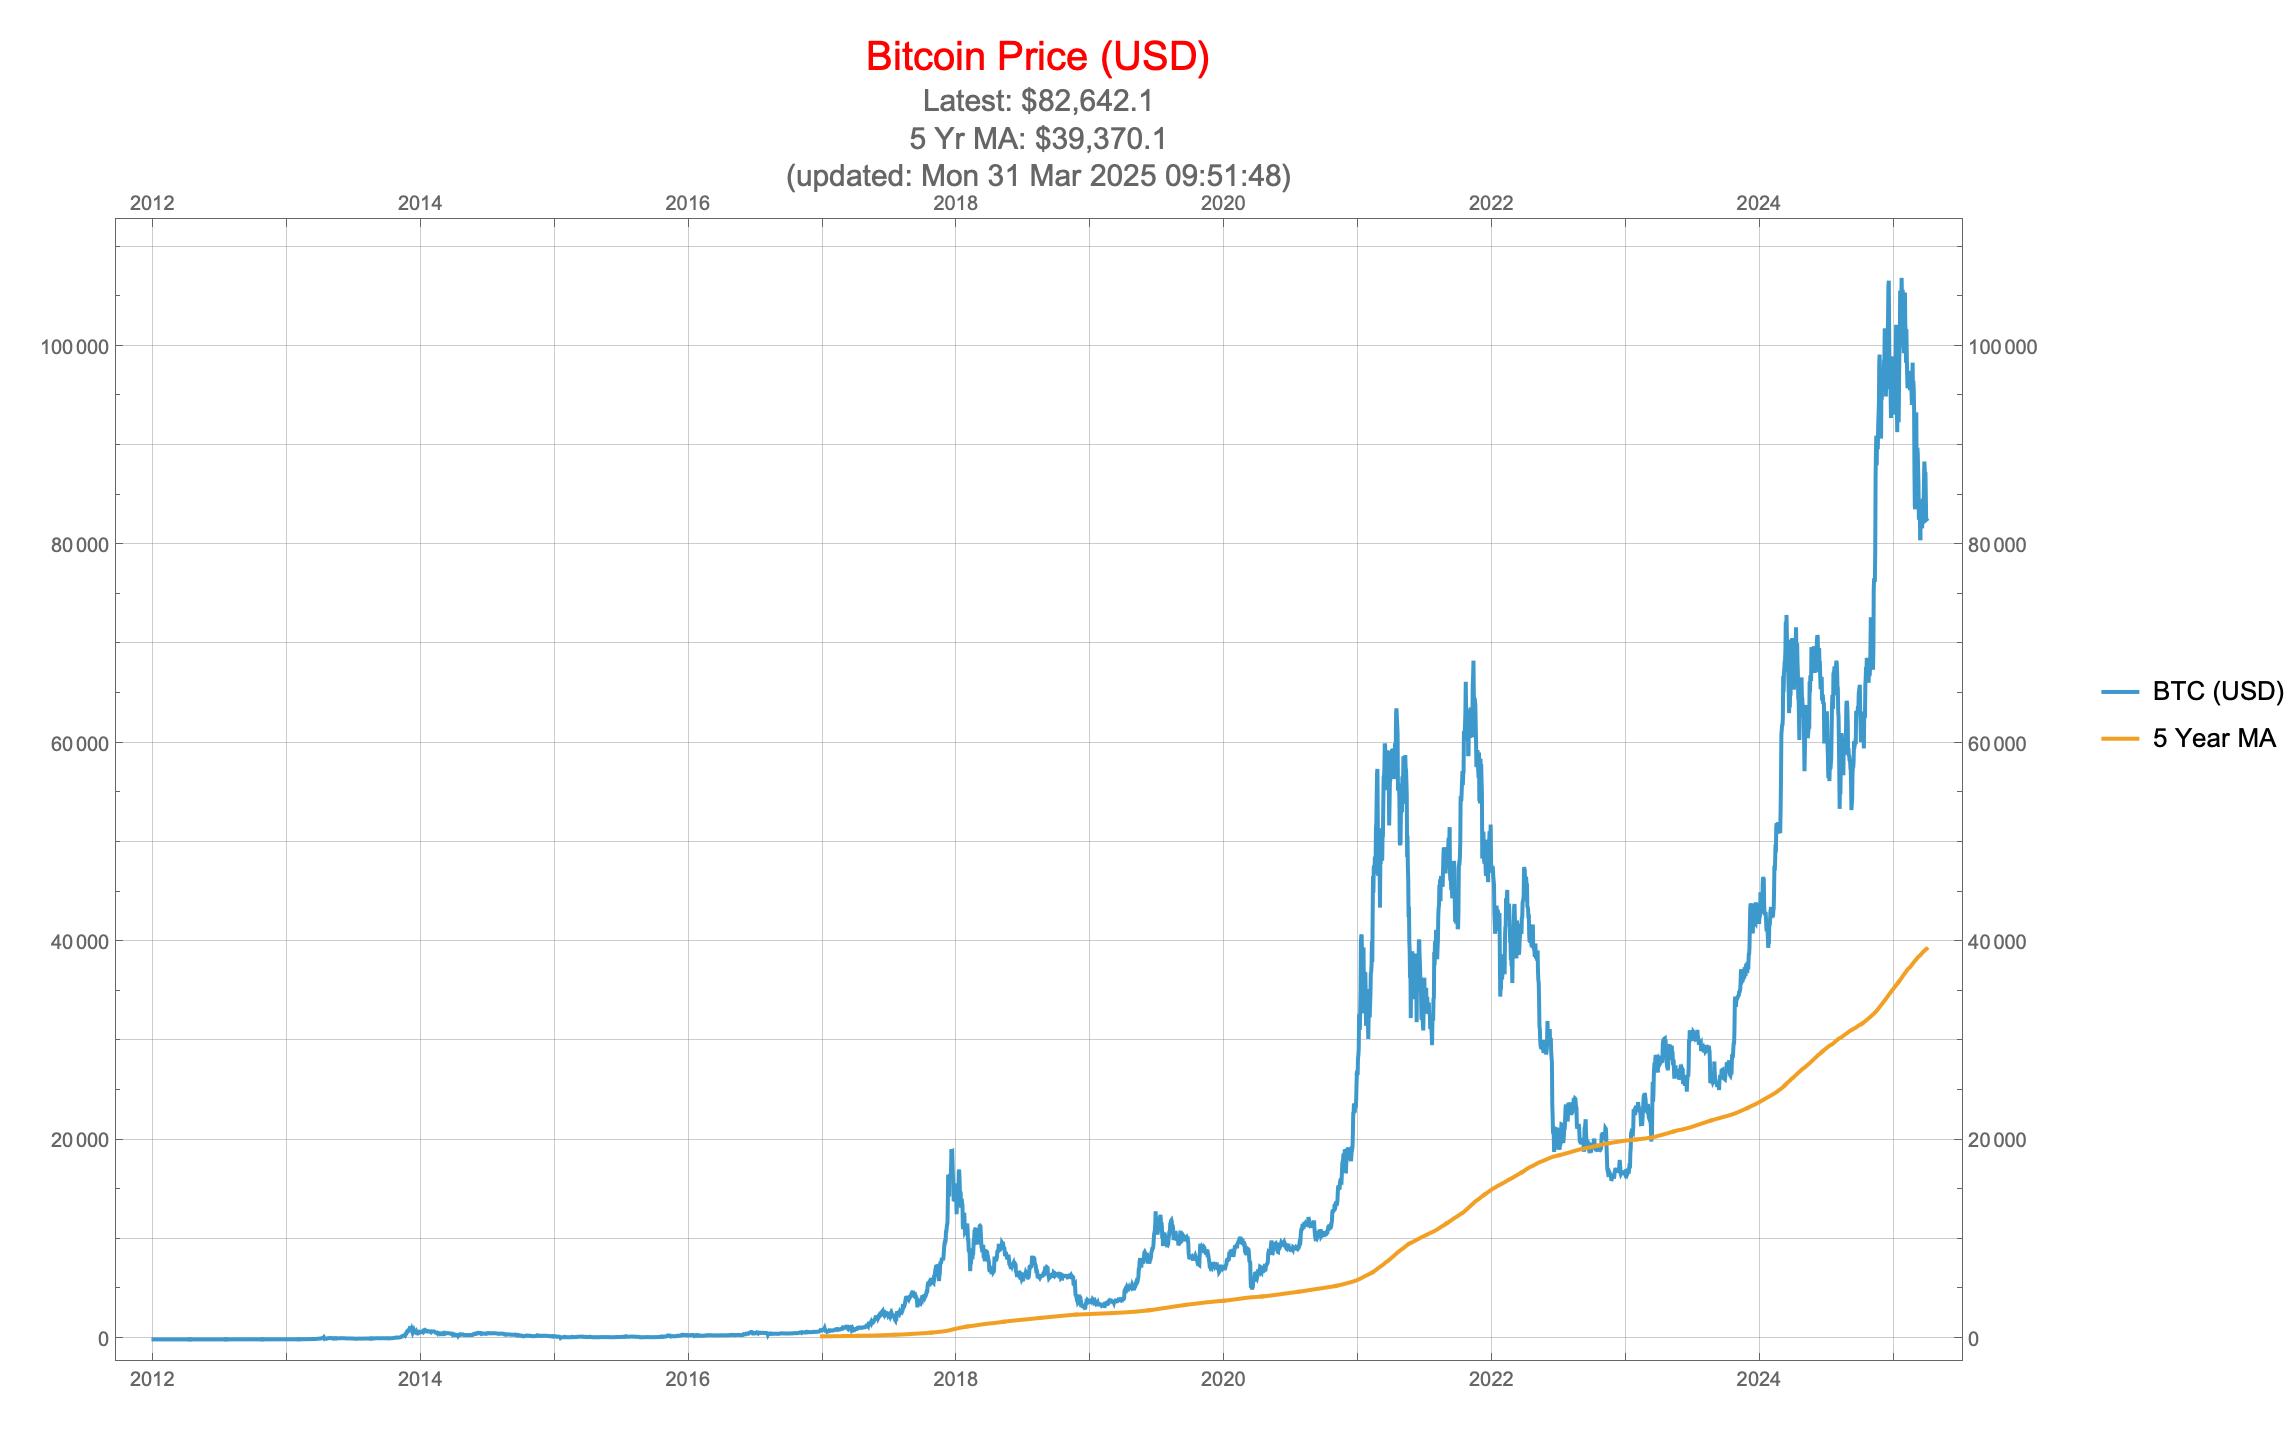 Bitcoin Price (USD)
Latest: $82,642.1
5 Yr MA: $39,370.1
(updated: Mon 31 Mar 2025 09:51:48)
2012 2014 2016 2018 2020 2022 2024
100 000 100 000
80 000 80 000
BTC (USD)
5 Year MA
60 000 60 000
40 000 40 000
20 000 20 000
0 0
2012 2014 2016 2018 2020 2022 2024